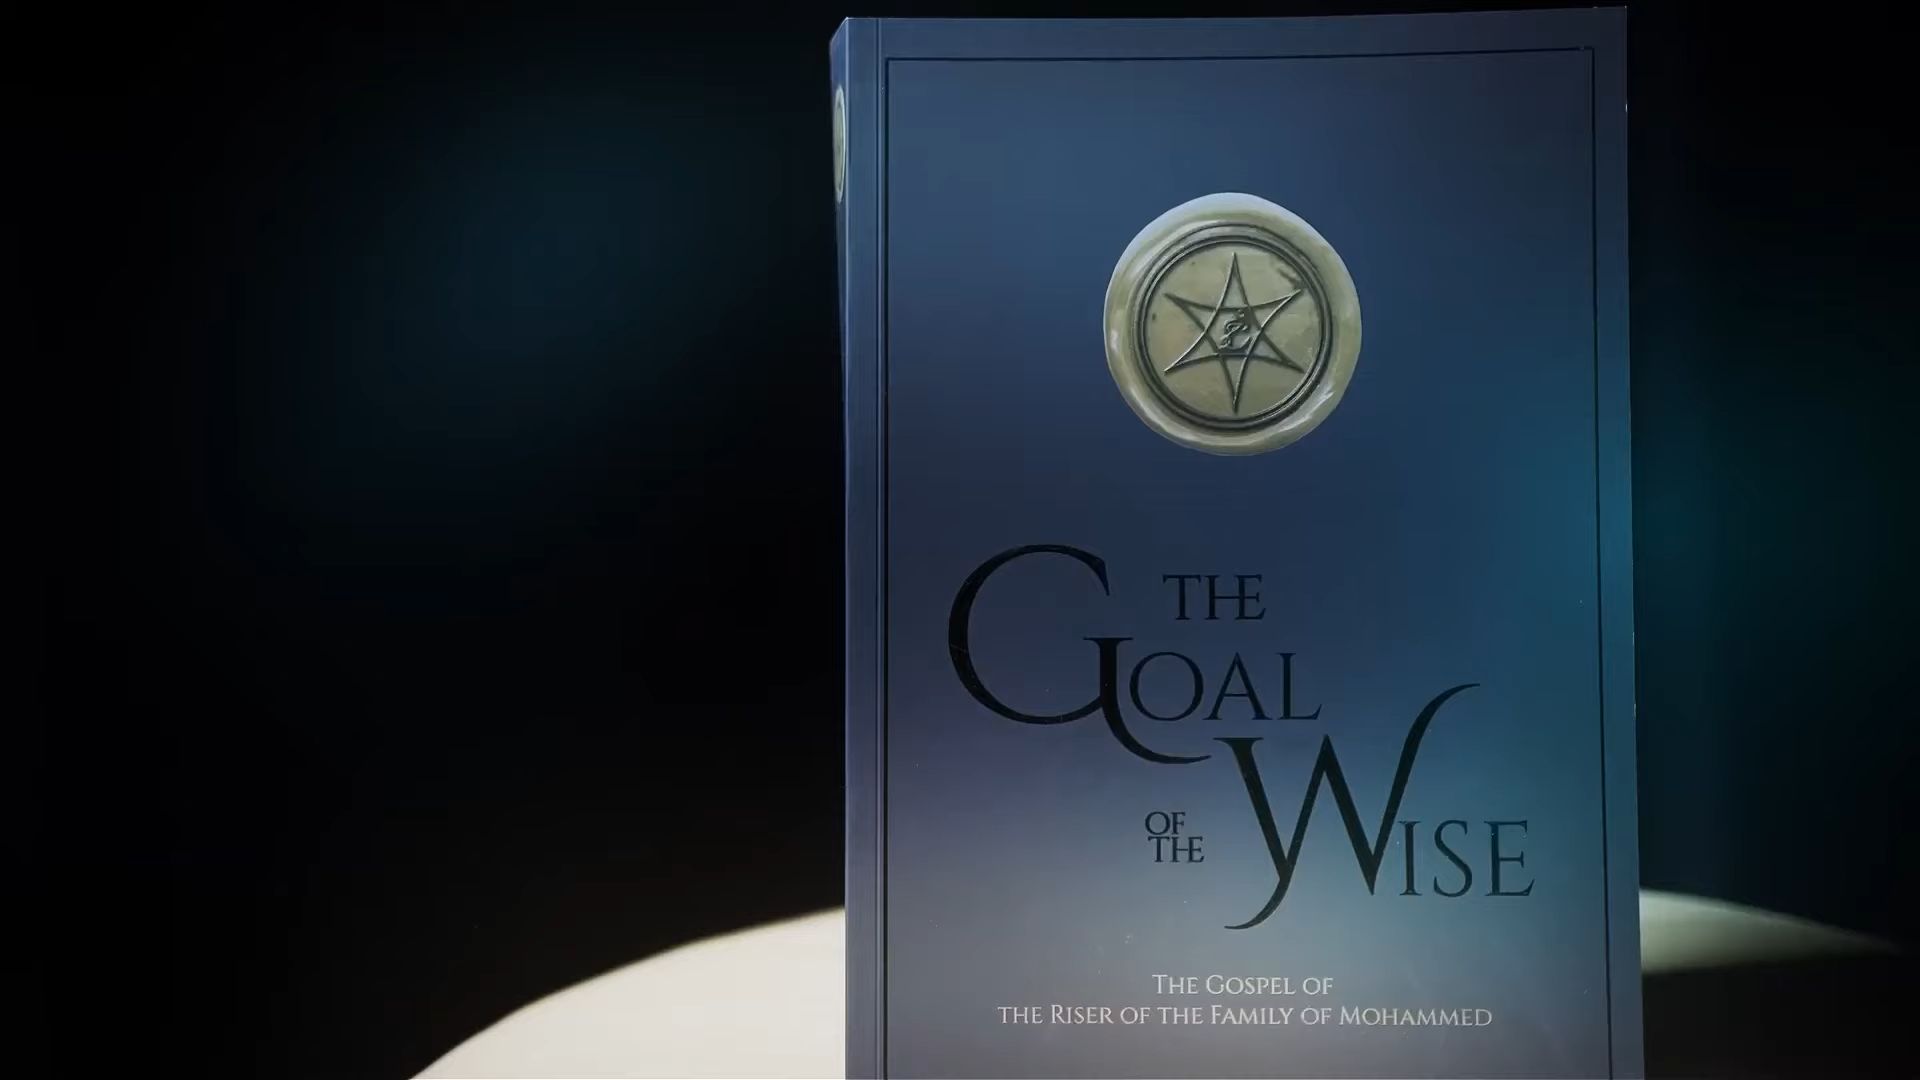 THE
GOAL
OF
THE
WISE
THE GOSPEL OF
THE RISER OF THE FAMILY OF MOHAMMED